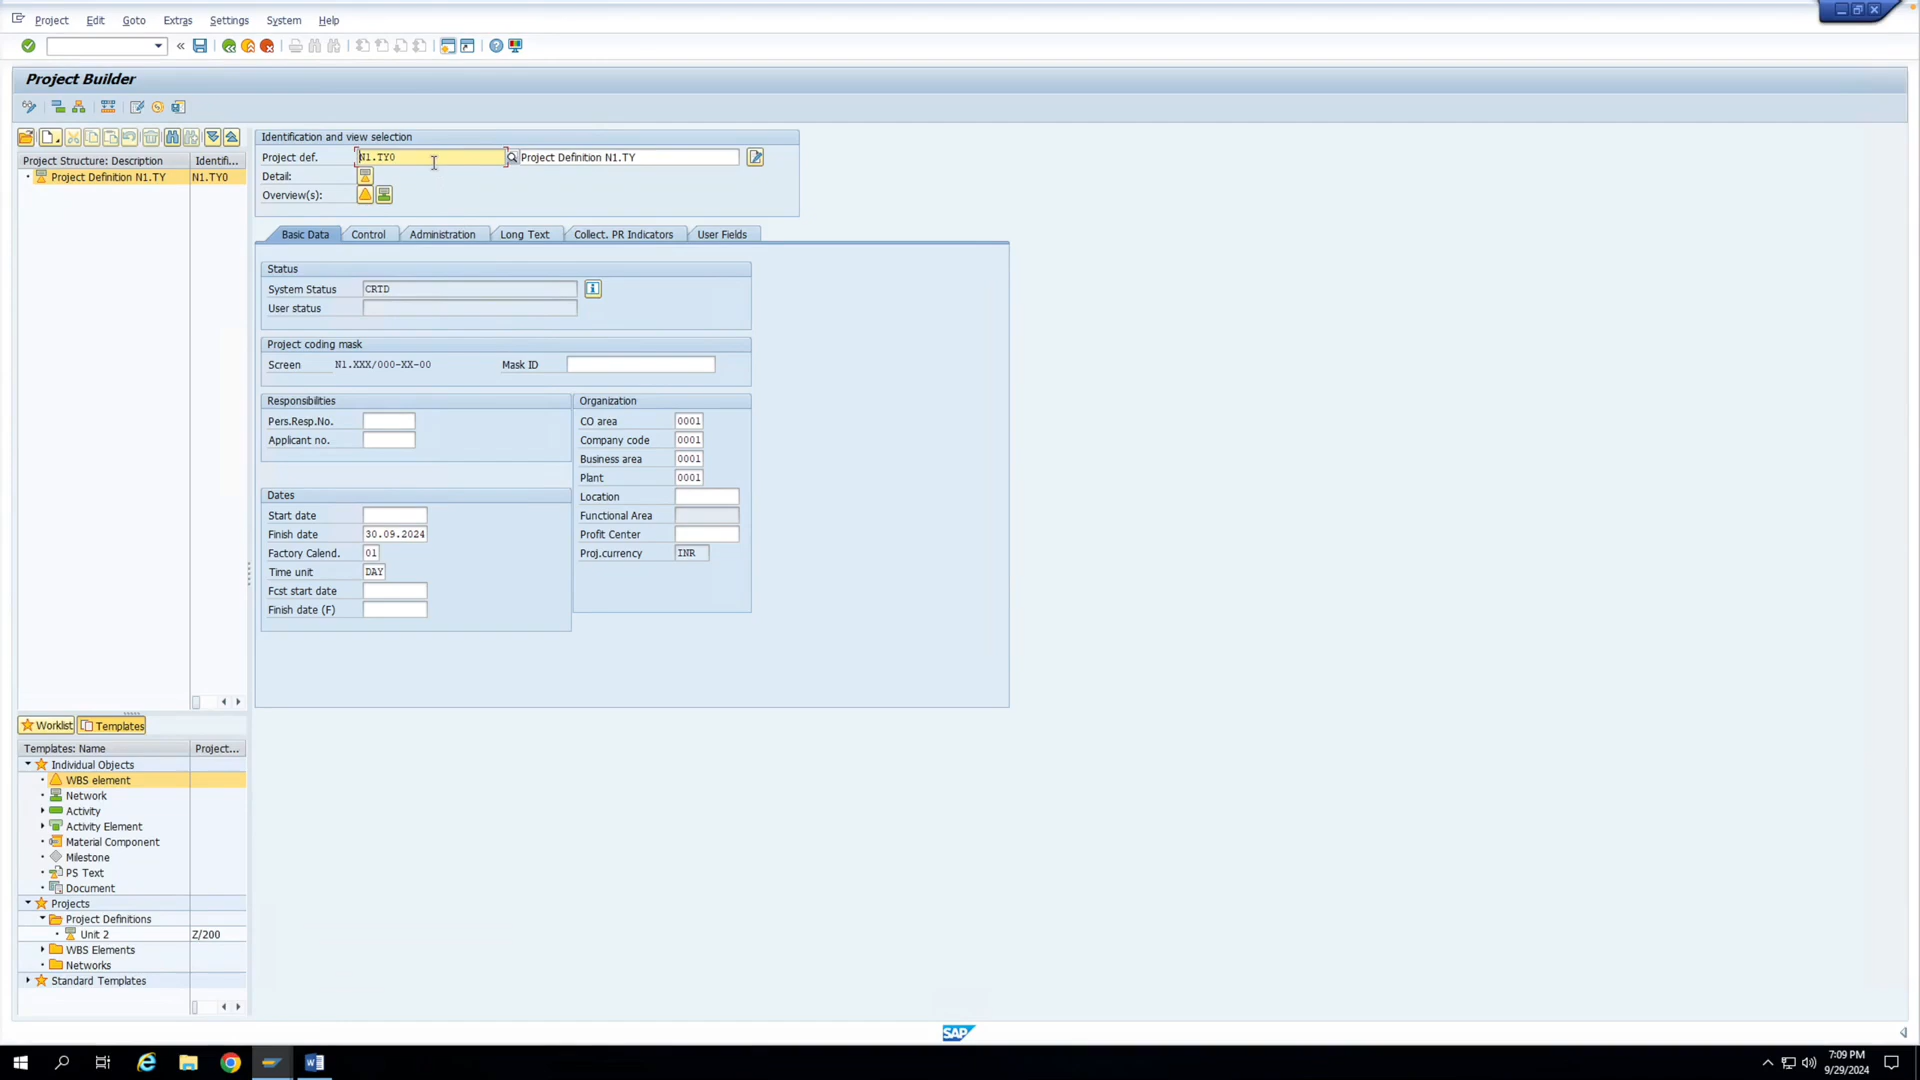 Project Edit Goto Extras Settings System Help
Project Builder
Identification and view selection
Project def. N1.TY0 Project Definition N1.TY
Detail:
Overview(s):
Project Structure: Description Identifi...
Project Definition N1.TY N1.TY0
Basic Data Control Administration Long Text Collect. PR Indicators User Fields
Status
System Status CRTD
User status
Project coding mask
Screen N1.XXX/000-XX-00 Mask ID
Responsibilities
Pers.Resp.No.
Applicant no.
Organization
CO area 0001
Company code 0001
Business area 0001
Plant 0001
Location
Functional Area
Profit Center
Proj.currency INR
Dates
Start date
Finish date 30.09.2024
Factory Calend. 01
Time unit DAY
Fcst start date
Finish date (F)
Worklist Templates
Templates: Name Project...
Individual Objects
WBS element
Network
Activity
Activity Element
Material Component
Milestone
PS Text
Document
Projects
Project Definitions
Unit 2 Z/200
WBS Elements
Networks
Standard Templates
SAP
7:09 PM
9/29/2024